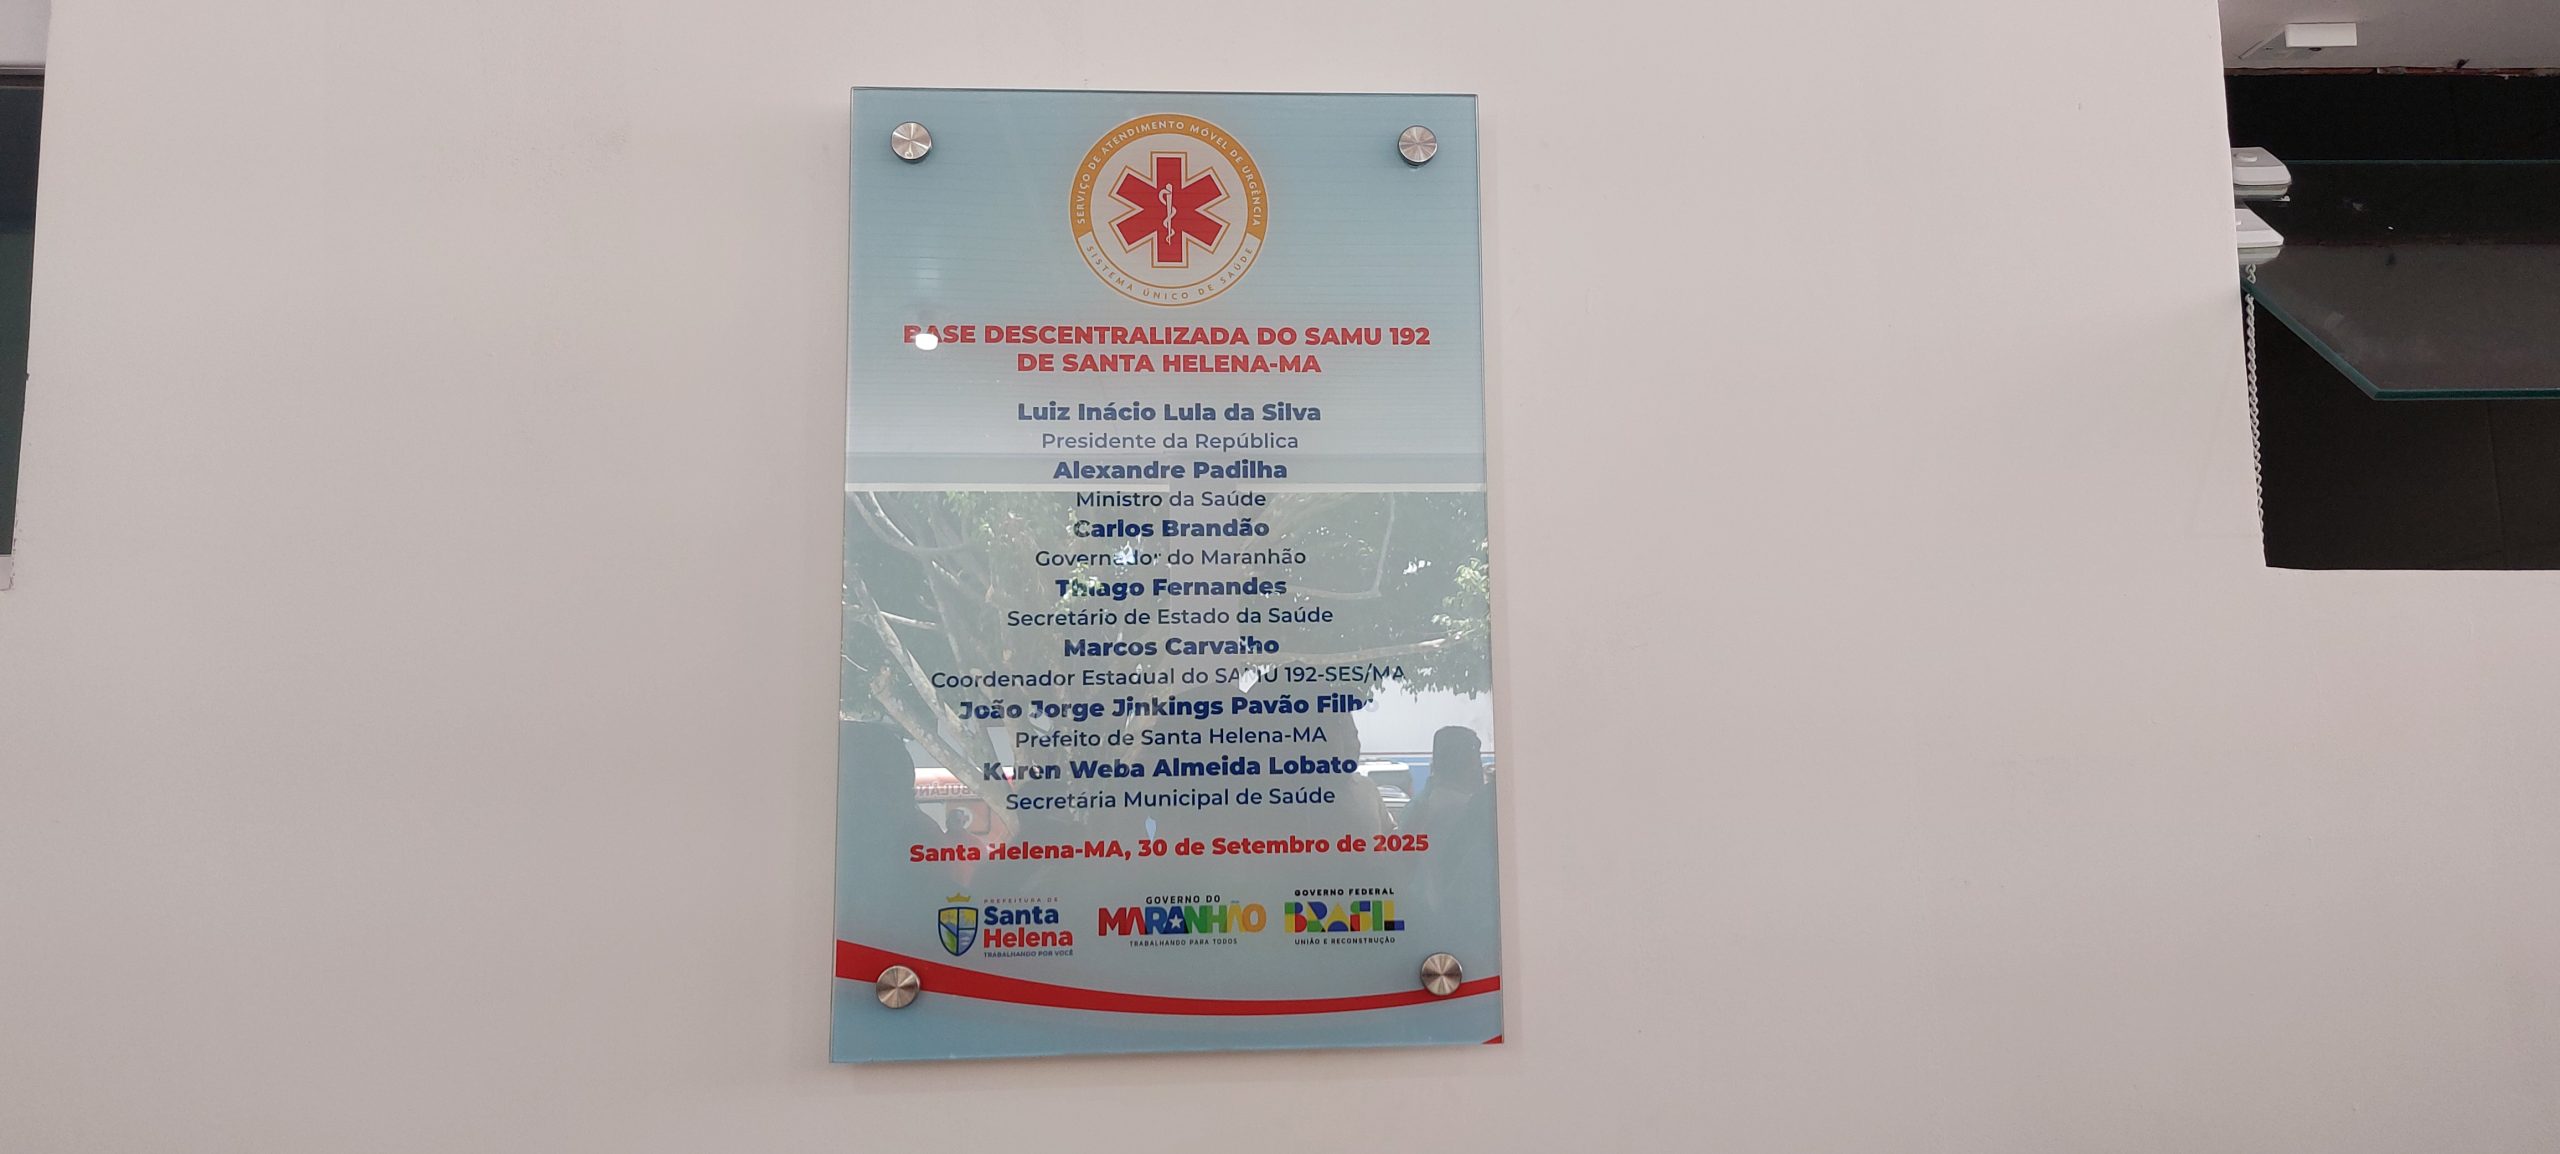 SERVIÇO DE ATENDIMENTO MÓVEL DE URGÊNCIA
SISTEMA ÚNICO DE SAÚDE
BASE DESCENTRALIZADA DO SAMU 192
DE SANTA HELENA-MA
Luiz Inácio Lula da Silva
Presidente da República
Alexandre Padilha
Ministro da Saúde
Carlos Brandão
Governador do Maranhão
Thiago Fernandes
Secretário de Estado da Saúde
Marcos Carvalho
Coordenador Estadual do SAMU 192-SES/MA
João Jorge Jinkings Pavão Filho
Prefeito de Santa Helena-MA
Karen Weba Almeida Lobato
Secretária Municipal de Saúde
Santa Helena-MA, 30 de Setembro de 2025
PREFEITURA DE
Santa
Helena
TRABALHANDO POR VOCÊ
GOVERNO DO
MARANHÃO
TRABALHANDO PARA TODOS
GOVERNO FEDERAL
BRASIL
UNIÃO E RECONSTRUÇÃO